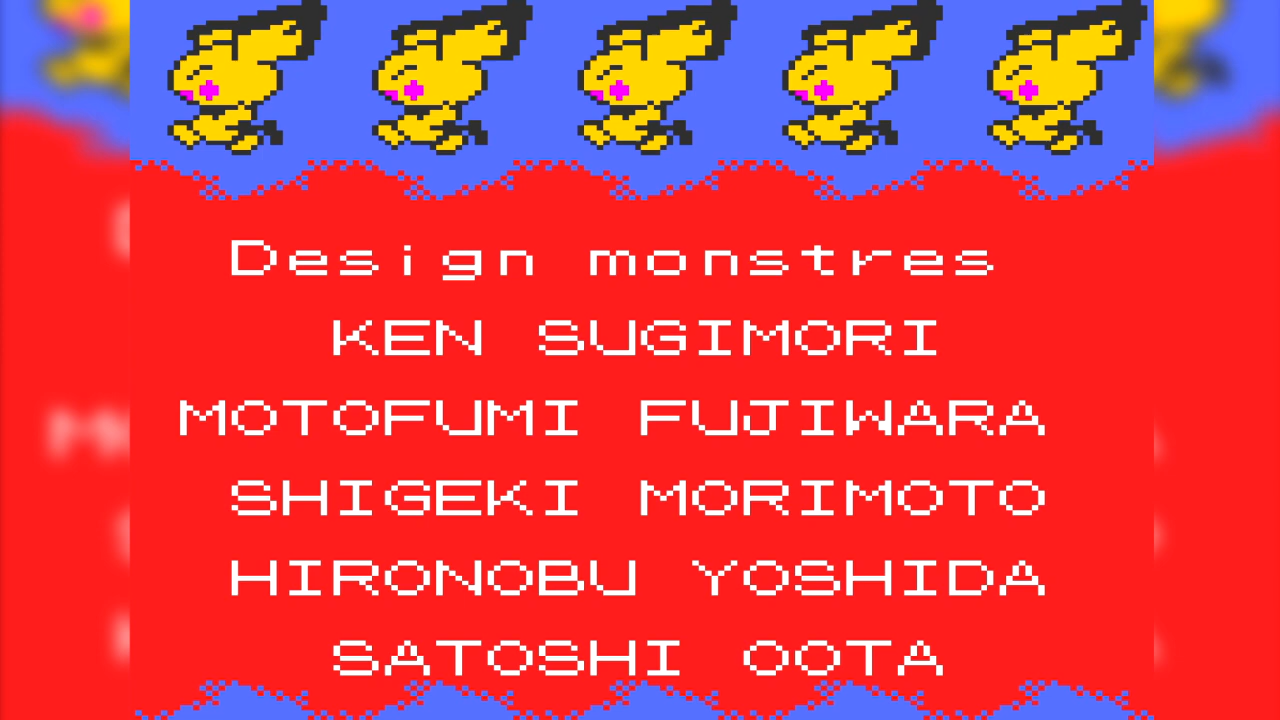 Design monstres
KEN SUGIMORI
MOTOFUMI FUJIWARA
SHIGEKI MORIMOTO
HIRONOBU YOSHIDA
SATOSHI OOTA